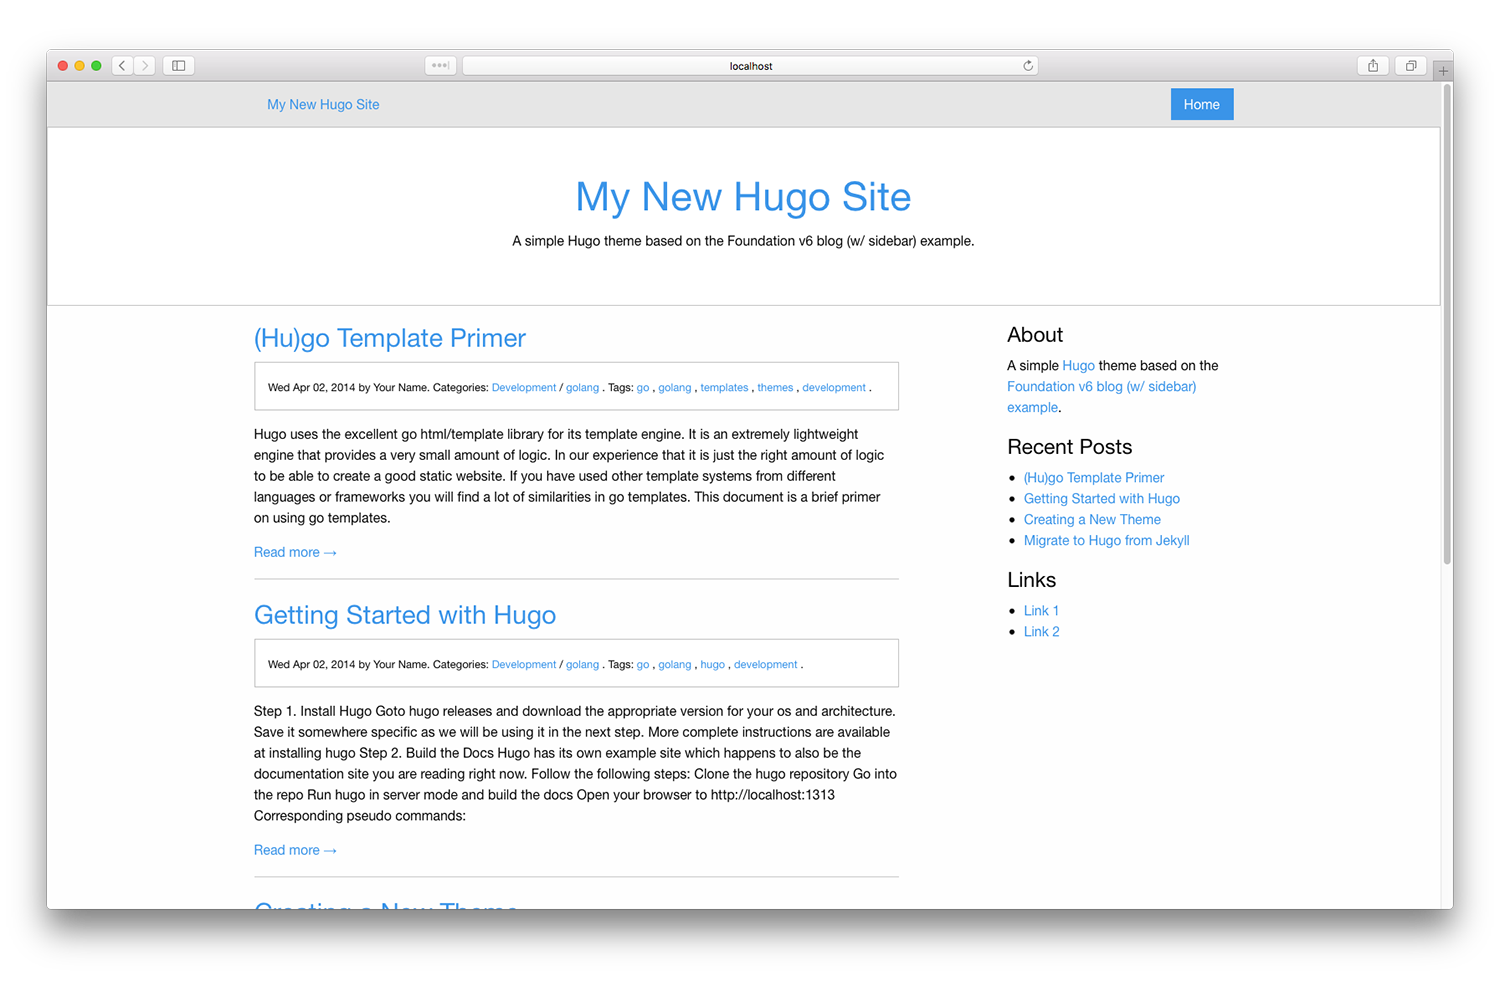 localhost
My New Hugo Site
Home
My New Hugo Site
A simple Hugo theme based on the Foundation v6 blog (w/ sidebar) example.
(Hu)go Template Primer
Wed Apr 02, 2014 by Your Name. Categories: Development / golang . Tags: go , golang , templates , themes , development .
Hugo uses the excellent go html/template library for its template engine. It is an extremely lightweight
engine that provides a very small amount of logic. In our experience that it is just the right amount of logic
to be able to create a good static website. If you have used other template systems from different
languages or frameworks you will find a lot of similarities in go templates. This document is a brief primer
on using go templates.
Read more →
Getting Started with Hugo
Wed Apr 02, 2014 by Your Name. Categories: Development / golang . Tags: go , golang , hugo , development .
Step 1. Install Hugo Goto hugo releases and download the appropriate version for your os and architecture.
Save it somewhere specific as we will be using it in the next step. More complete instructions are available
at installing hugo Step 2. Build the Docs Hugo has its own example site which happens to also be the
documentation site you are reading right now. Follow the following steps: Clone the hugo repository Go into
the repo Run hugo in server mode and build the docs Open your browser to http://localhost:1313
Corresponding pseudo commands:
Read more →
Creating a New Theme
About
A simple Hugo theme based on the
Foundation v6 blog (w/ sidebar)
example.
Recent Posts
(Hu)go Template Primer
Getting Started with Hugo
Creating a New Theme
Migrate to Hugo from Jekyll
Links
Link 1
Link 2